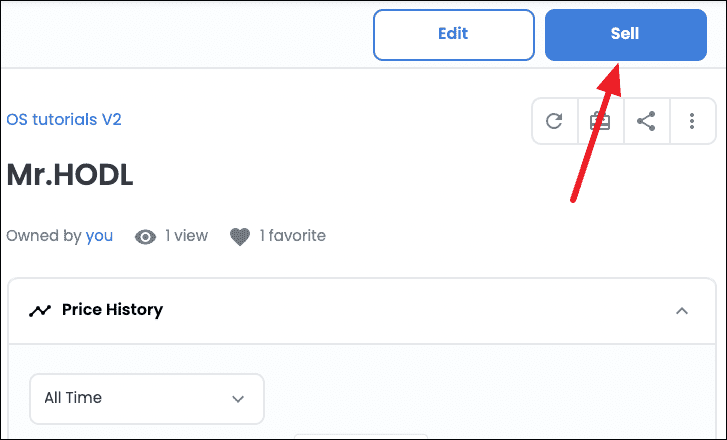 Edit Sell
OS tutorials V2
Mr.HODL
Owned by you 1 view 1 favorite
Price History
All Time